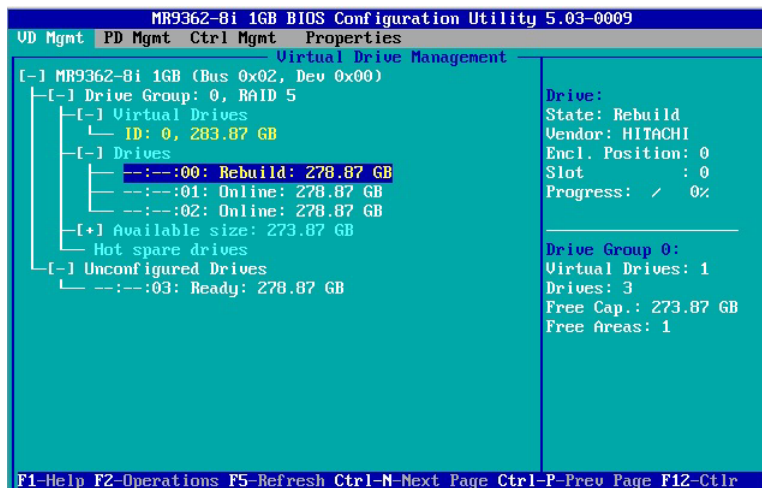 MR9362-8i 1GB BIOS Configuration Utility 5.03-0009
VD Mgmt PD Mgmt Ctrl Mgmt Properties
Virtual Drive Management
[-] MR9362-8i 1GB (Bus 0x02, Dev 0x00)
[-] Drive Group: 0, RAID 5
[-] Virtual Drives
ID: 0, 283.87 GB
[-] Drives
--:--:00: Rebuild: 278.87 GB
--:--:01: Online: 278.87 GB
--:--:02: Online: 278.87 GB
[+] Available size: 273.87 GB
Hot spare drives
[-] Unconfigured Drives
--:--:03: Ready: 278.87 GB
Drive:
State: Rebuild
Vendor: HITACHI
Encl. Position: 0
Slot : 0
Progress: / 0%
Drive Group 0:
Virtual Drives: 1
Drives: 3
Free Cap.: 273.87 GB
Free Areas: 1
F1-Help F2-Operations F5-Refresh Ctrl-N-Next Page Ctrl-P-Prev Page F12-Ctlr